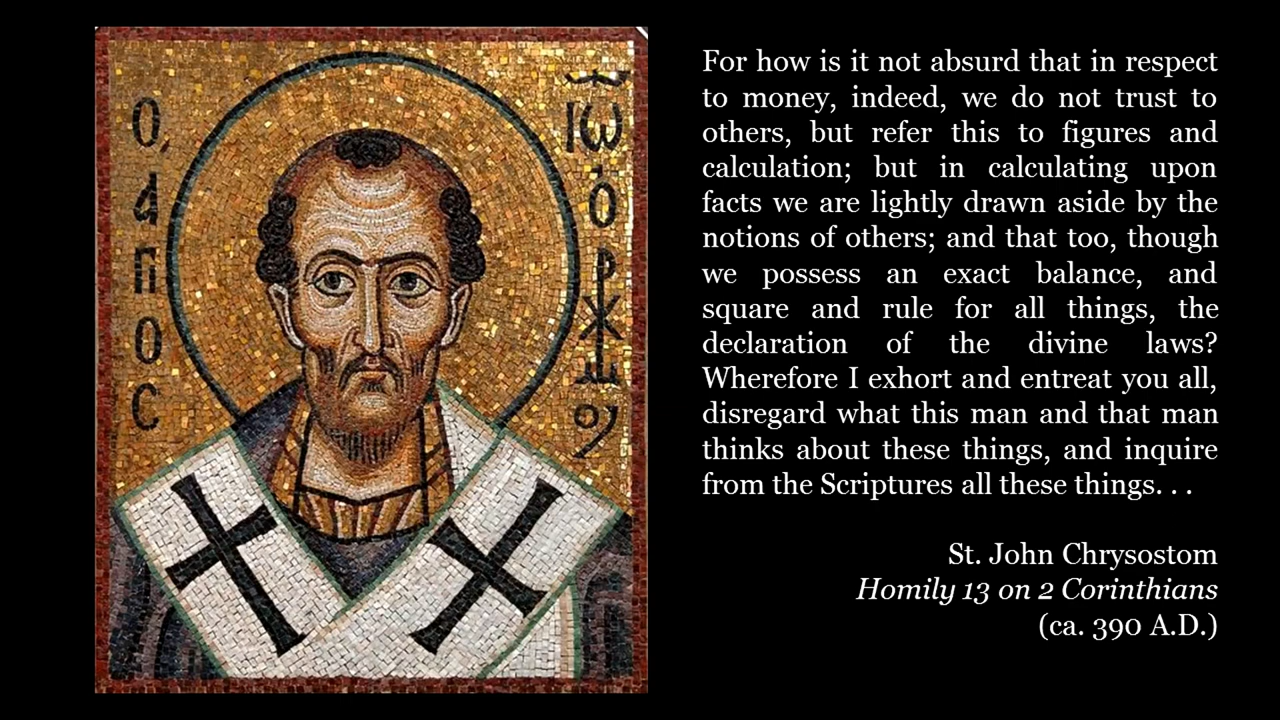 Ο,
Α
Γ
Ι
Ο
С
ΙѠ
Ο
Ρ
Χ
For how is it not absurd that in respect
to money, indeed, we do not trust to
others, but refer this to figures and
calculation; but in calculating upon
facts we are lightly drawn aside by the
notions of others; and that too, though
we possess an exact balance, and
square and rule for all things, the
declaration of the divine laws?
Wherefore I exhort and entreat you all,
disregard what this man and that man
thinks about these things, and inquire
from the Scriptures all these things. . .
St. John Chrysostom
Homily 13 on 2 Corinthians
(ca. 390 A.D.)